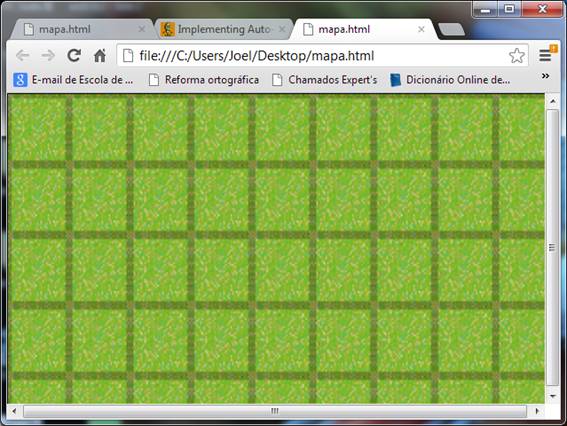 mapa.html
Implementing Auto-
mapa.html
file:///C:/Users/Joel/Desktop/mapa.html
E-mail de Escola de ...
Reforma ortográfica
Chamados Expert's
Dicionário Online de...
»